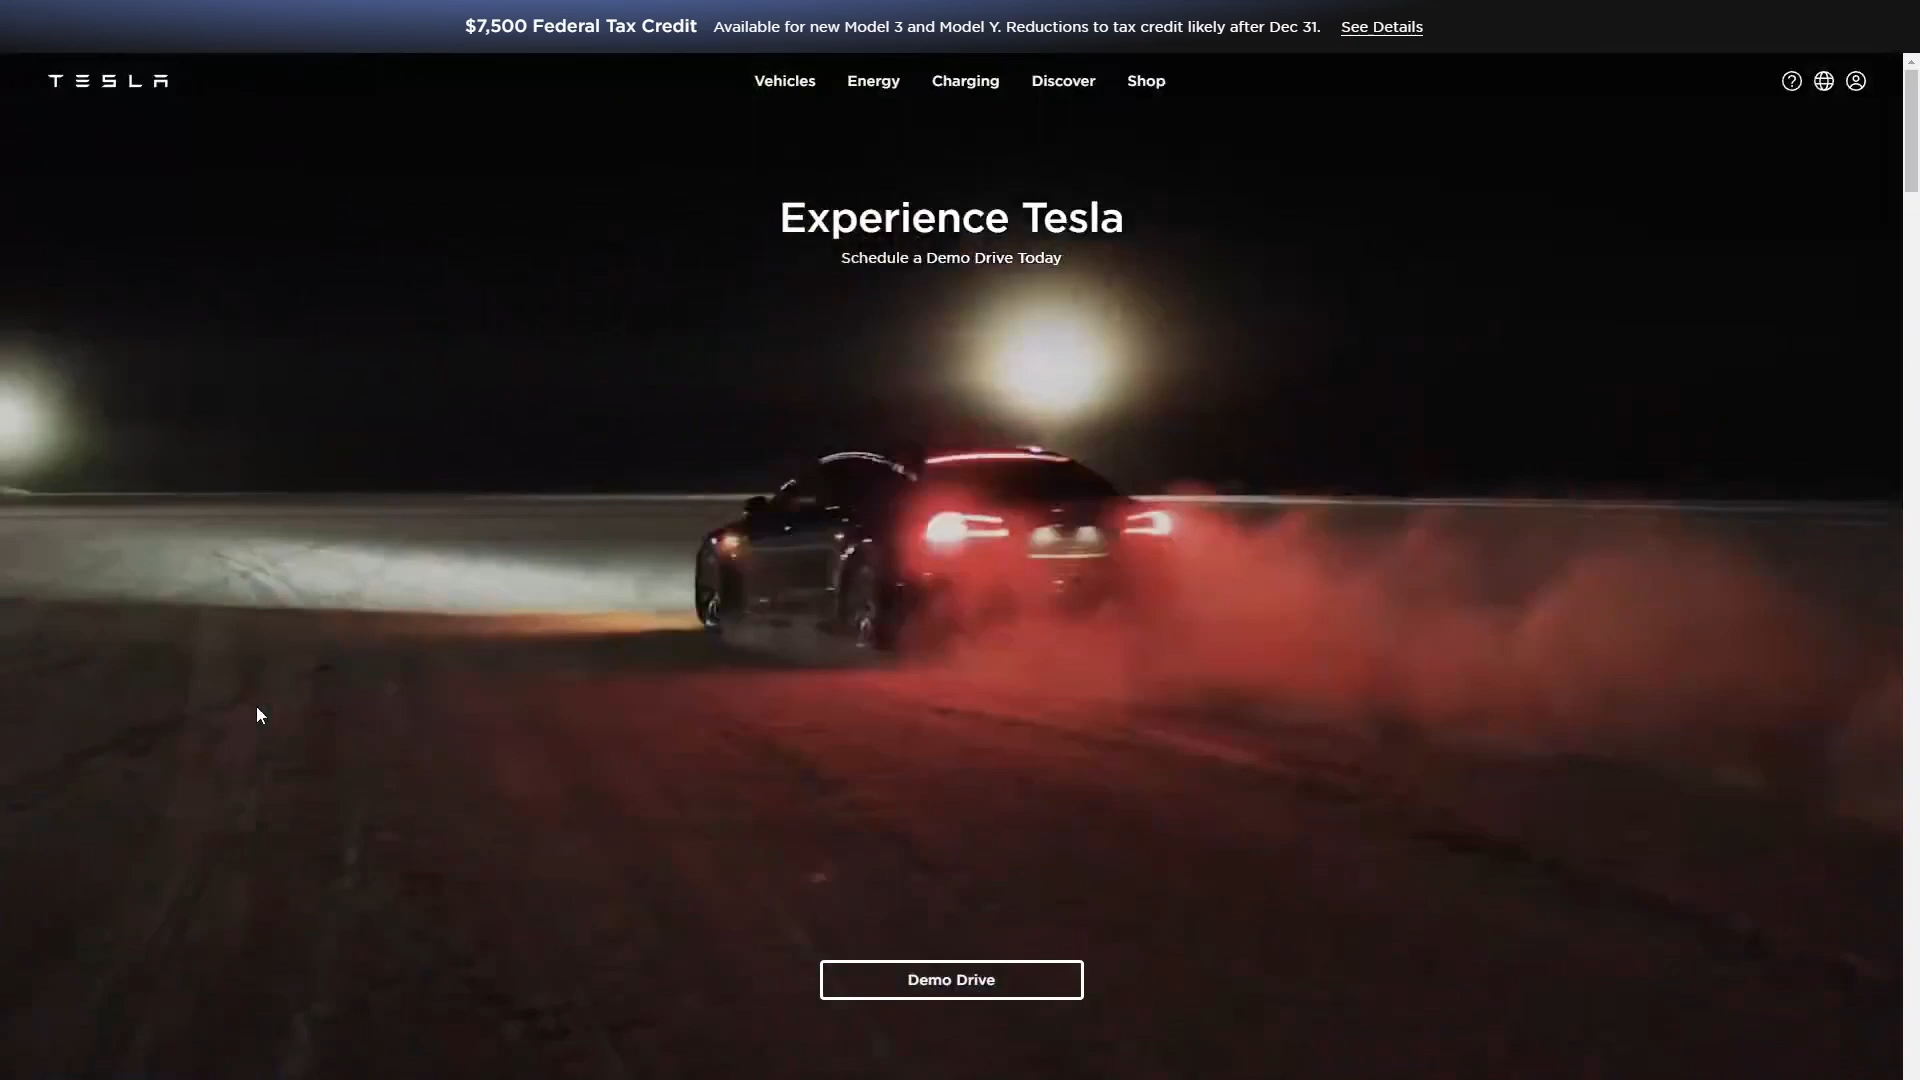 $7,500 Federal Tax Credit Available for new Model 3 and Model Y. Reductions to tax credit likely after Dec 31. See Details
TESLA Vehicles Energy Charging Discover Shop
Experience Tesla
Schedule a Demo Drive Today
Demo Drive